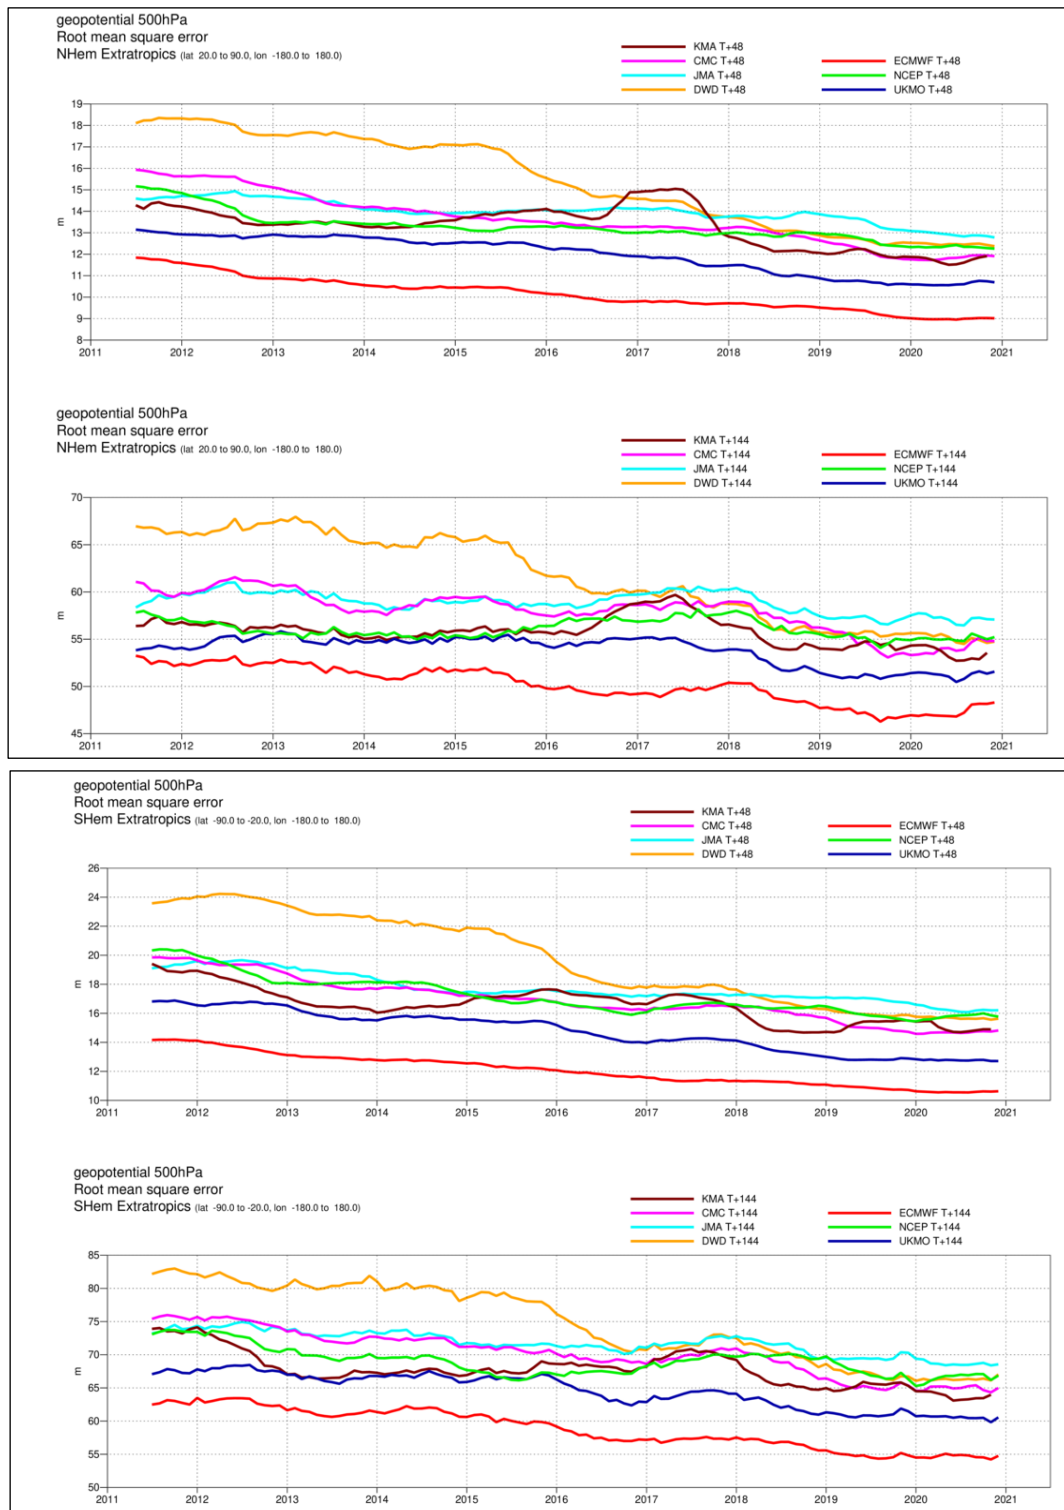 geopotential 500hPa
Root mean square error
NHem Extratropics (lat 20.0 to 90.0, lon -180.0 to 180.0)
KMA T+48
CMC T+48 ECMWF T+48
JMA T+48 NCEP T+48
DWD T+48 UKMO T+48
19
18
17
16
15
14
13
12
11
10
9
8
m
2011 2012 2013 2014 2015 2016 2017 2018 2019 2020 2021
geopotential 500hPa
Root mean square error
NHem Extratropics (lat 20.0 to 90.0, lon -180.0 to 180.0)
KMA T+144
CMC T+144 ECMWF T+144
JMA T+144 NCEP T+144
DWD T+144 UKMO T+144
70
65
60
55
50
45
m
2011 2012 2013 2014 2015 2016 2017 2018 2019 2020 2021
geopotential 500hPa
Root mean square error
SHem Extratropics (lat -90.0 to -20.0, lon -180.0 to 180.0)
KMA T+48
CMC T+48 ECMWF T+48
JMA T+48 NCEP T+48
DWD T+48 UKMO T+48
26
24
22
20
18
16
14
12
10
m
2011 2012 2013 2014 2015 2016 2017 2018 2019 2020 2021
geopotential 500hPa
Root mean square error
SHem Extratropics (lat -90.0 to -20.0, lon -180.0 to 180.0)
KMA T+144
CMC T+144 ECMWF T+144
JMA T+144 NCEP T+144
DWD T+144 UKMO T+144
85
80
75
70
65
60
55
50
m
2011 2012 2013 2014 2015 2016 2017 2018 2019 2020 2021